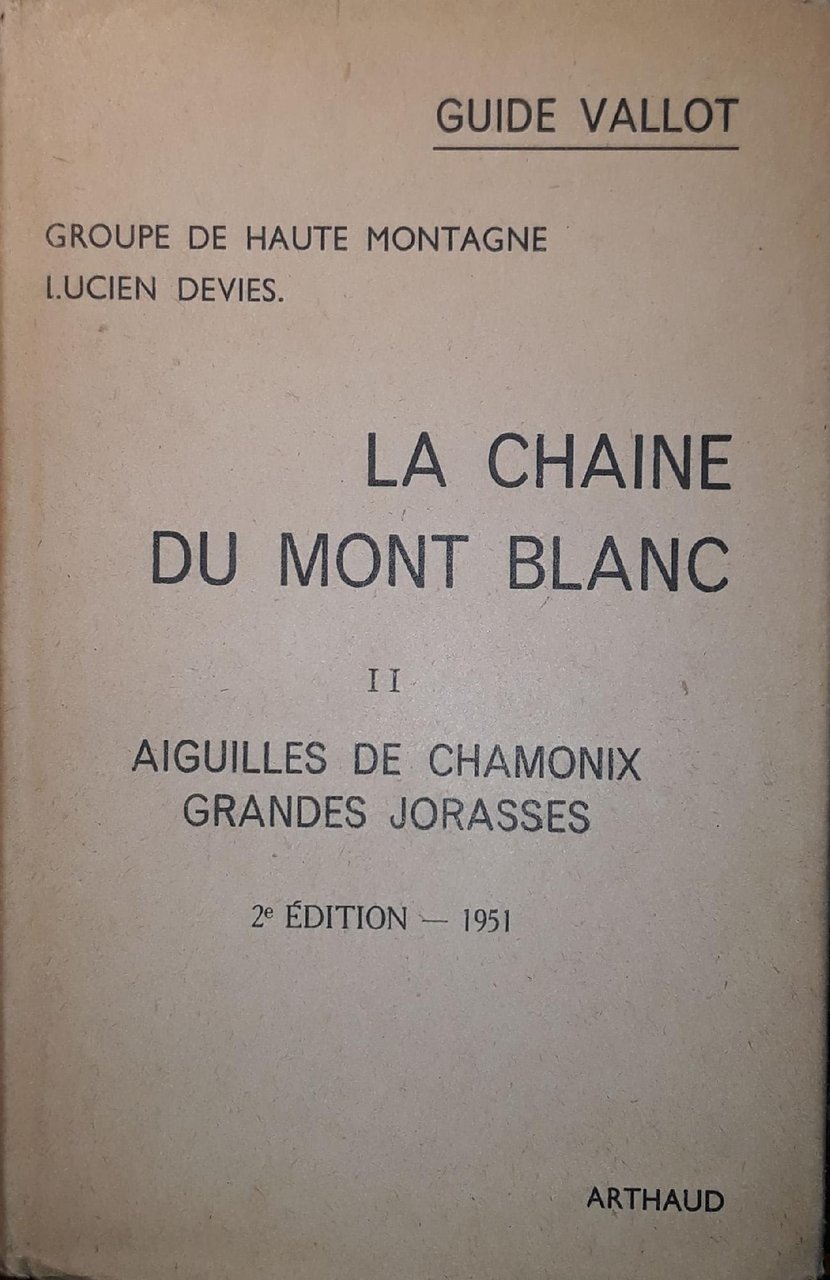 GUIDE VALLOT
GROUPE DE HAUTE MONTAGNE
LUCIEN DEVIES.
LA CHAINE
DU MONT BLANC
II
AIGUILLES DE CHAMONIX
GRANDES JORASSES
2e ÉDITION — 1951
ARTHAUD